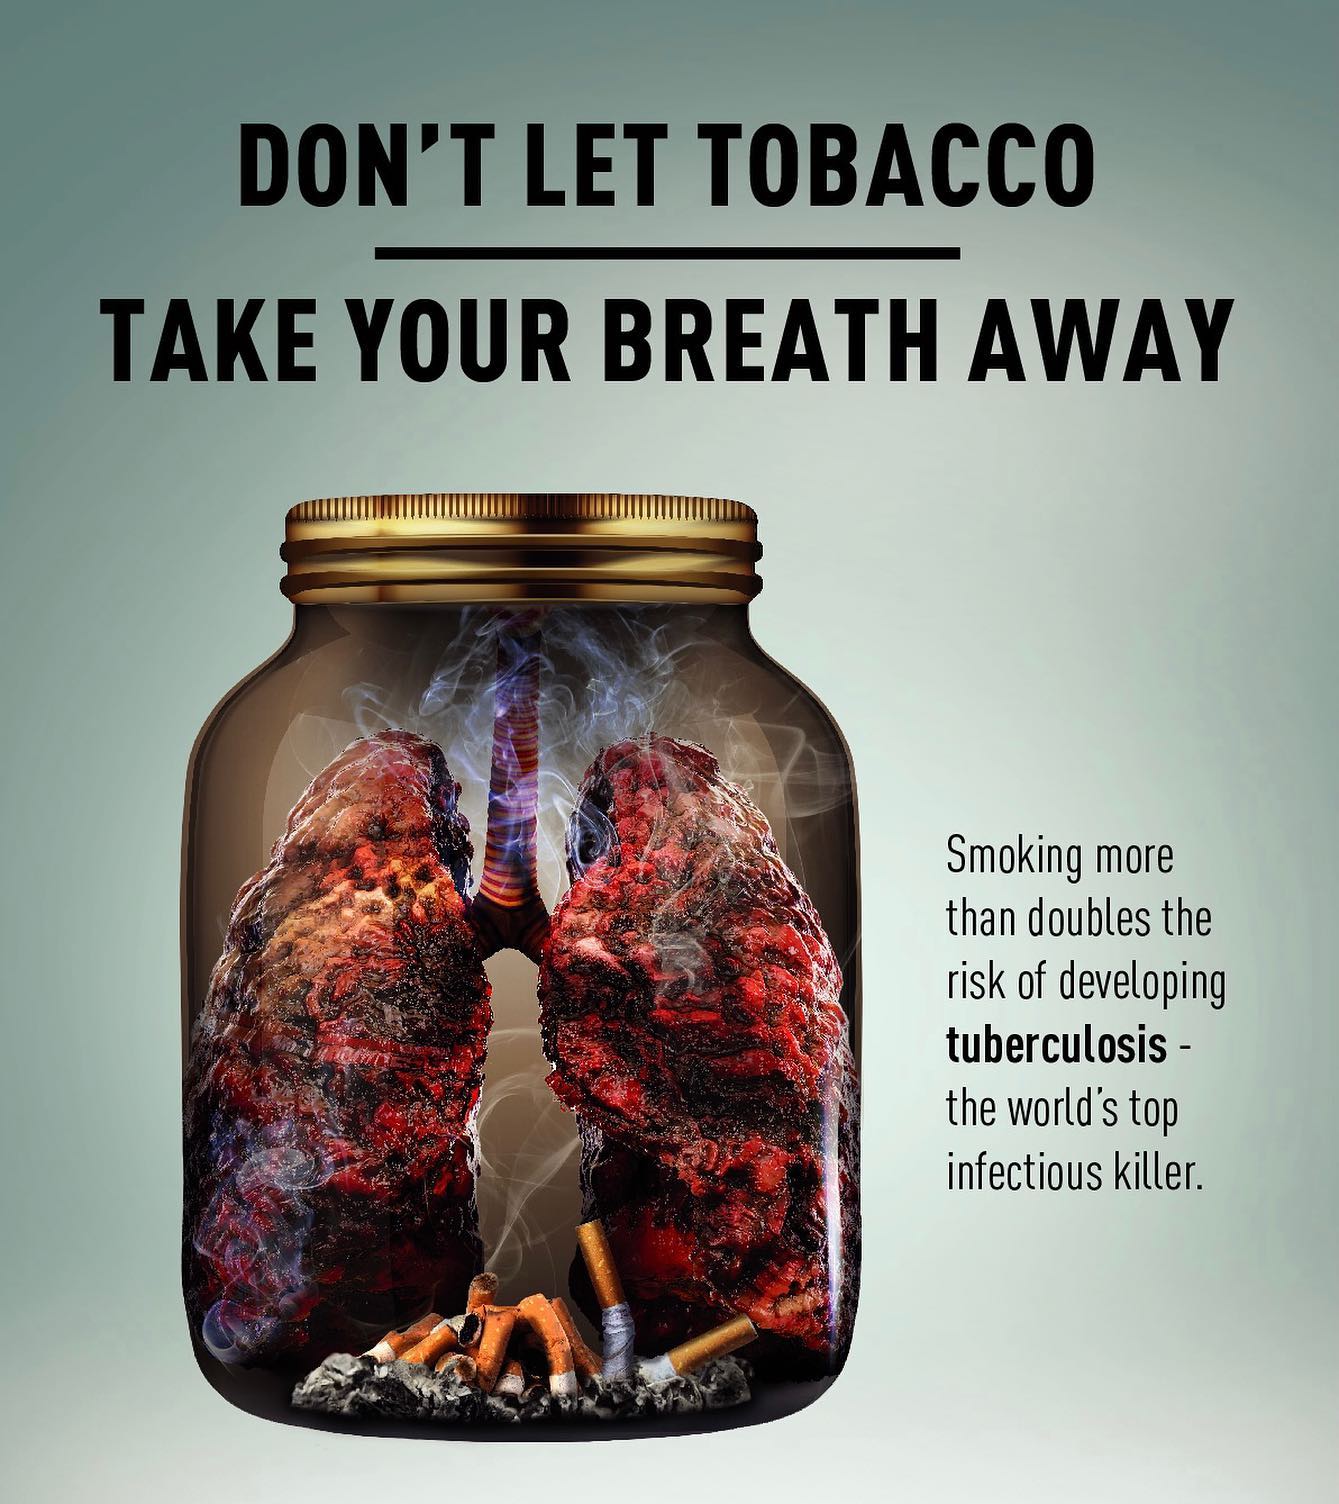 DON’T LET TOBACCO
TAKE YOUR BREATH AWAY
Smoking more
than doubles the
risk of developing
tuberculosis -
the world’s top
infectious killer.